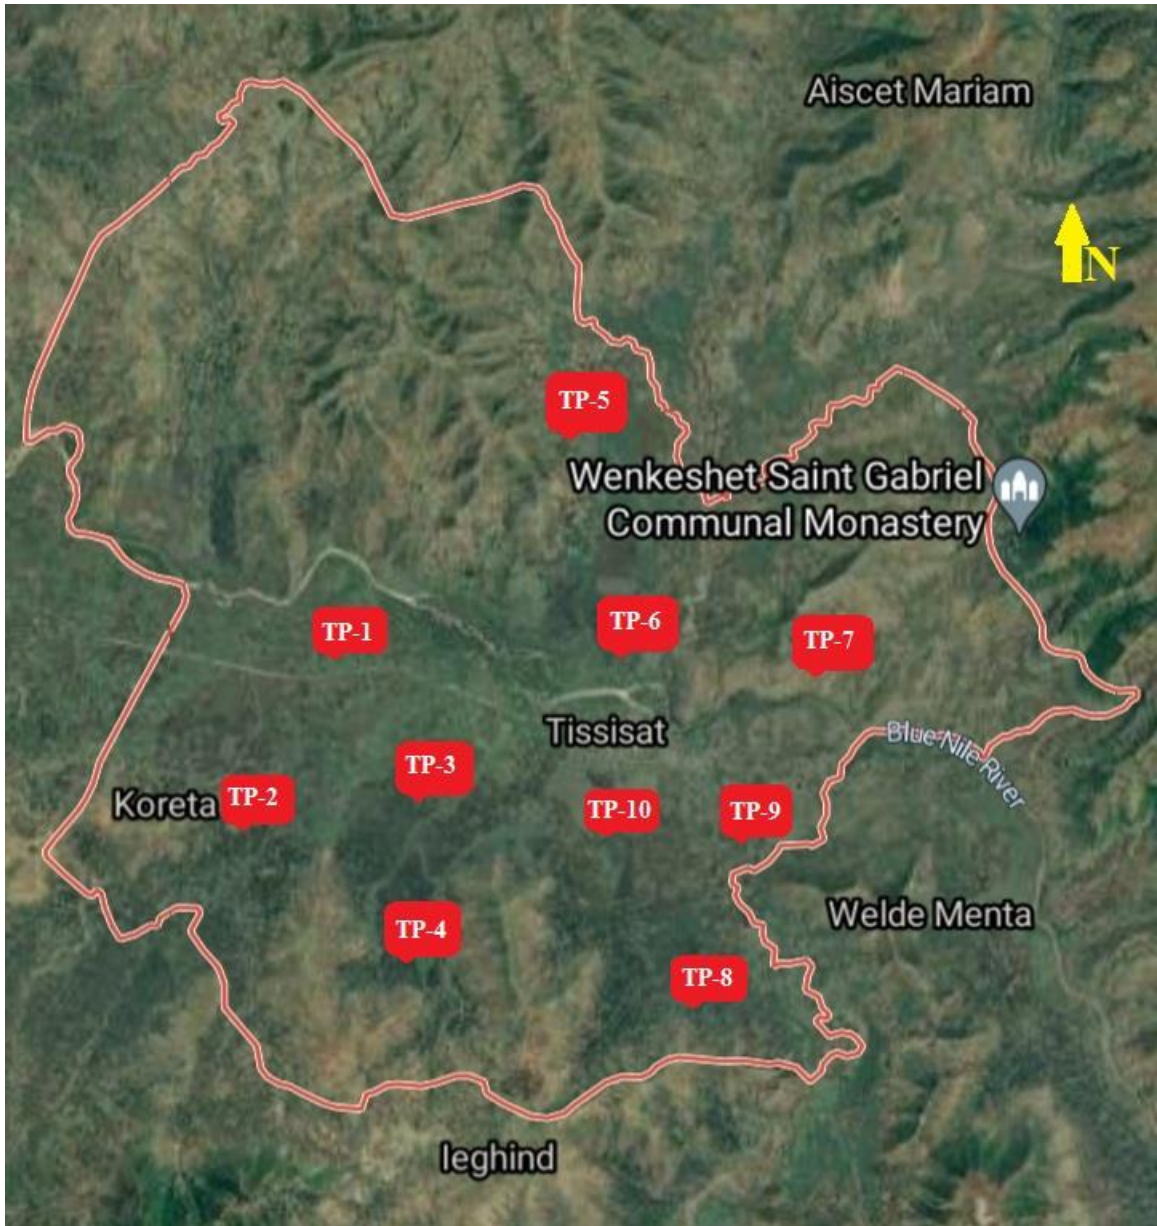 Aiscet Mariam
N
TP-5
Wenkeshet Saint Gabriel
Communal Monastery
TP-1
TP-6
TP-7
Tissisat
Blue Nile River
TP-3
Koreta
TP-2
TP-10
TP-9
TP-4
Welde Menta
TP-8
leghind